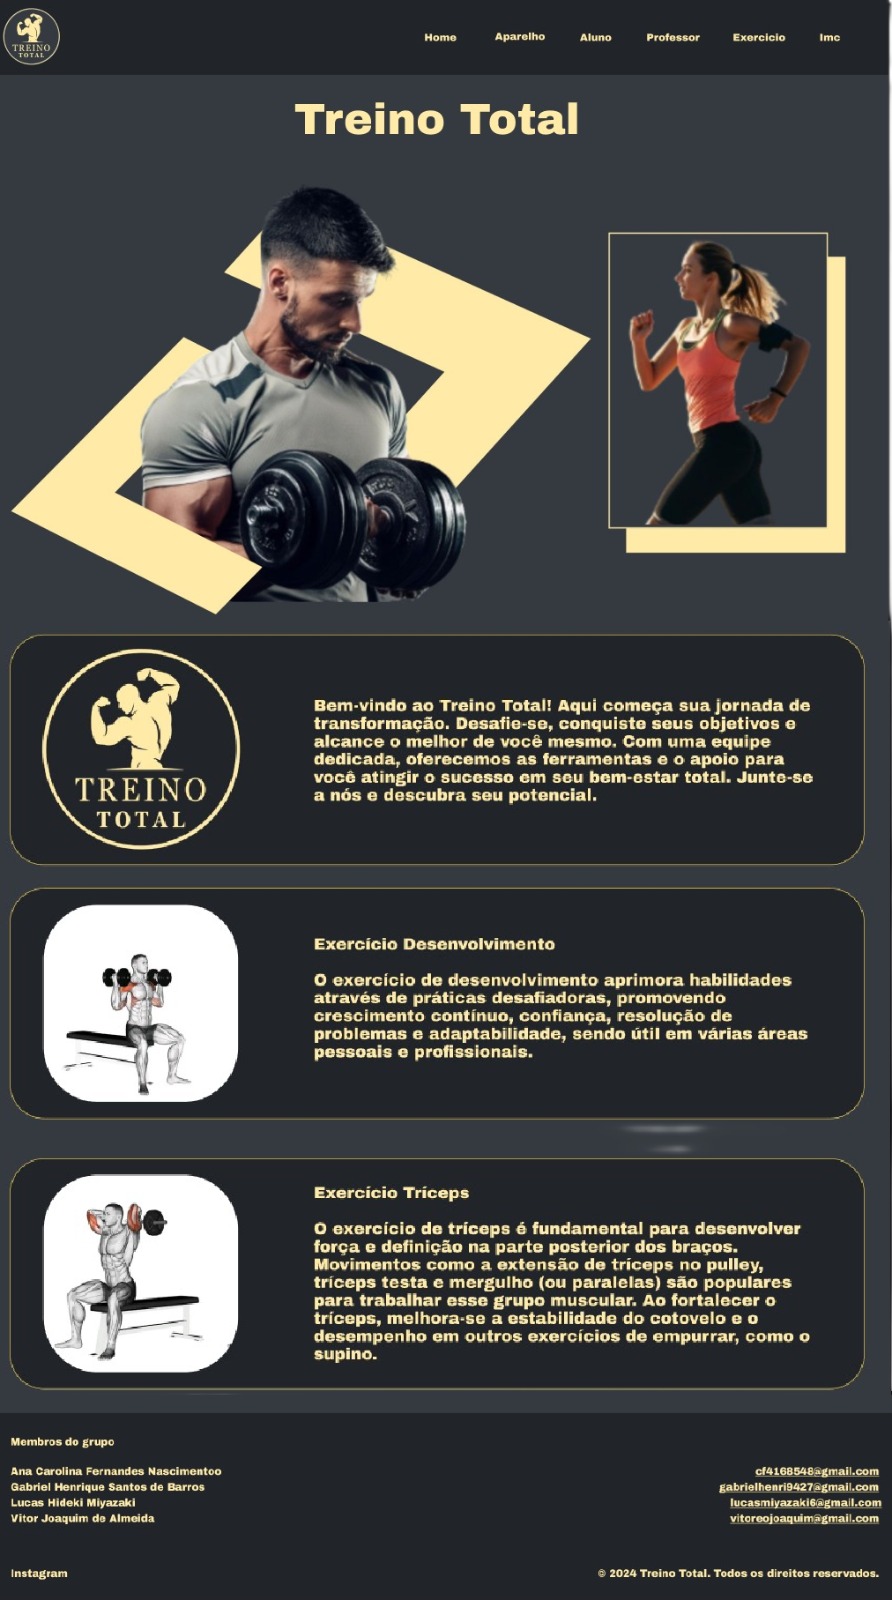 TREINO
TOTAL
Home Aparelho Aluno Professor Exercicio Imc
Treino Total
TREINO
TOTAL
Bem-vindo ao Treino Total! Aqui começa sua jornada de
transformação. Desafie-se, conquiste seus objetivos e
alcance o melhor de você mesmo. Com uma equipe
dedicada, oferecemos as ferramentas e o apoio para
você atingir o sucesso em seu bem-estar total. Junte-se
a nós e descubra seu potencial.
Exercício Desenvolvimento
O exercício de desenvolvimento aprimora habilidades
através de práticas desafiadoras, promovendo
crescimento contínuo, confiança, resolução de
problemas e adaptabilidade, sendo útil em várias áreas
pessoais e profissionais.
Exercício Tríceps
O exercício de tríceps é fundamental para desenvolver
força e definição na parte posterior dos braços.
Movimentos como a extensão de tríceps no pulley,
tríceps testa e mergulho (ou paralelas) são populares
para trabalhar esse grupo muscular. Ao fortalecer o
tríceps, melhora-se a estabilidade do cotovelo e o
desempenho em outros exercícios de empurrar, como o
supino.
Membros do grupo
Ana Carolina Fernandes Nascimentoo cf4168548@gmail.com
Gabriel Henrique Santos de Barros gabrielhenri9427@gmail.com
Lucas Hideki Miyazaki lucasmiyazaki6@gmail.com
Vitor Joaquim de Almeida vitoreojoaquim@gmail.com
Instagram © 2024 Treino Total. Todos os direitos reservados.